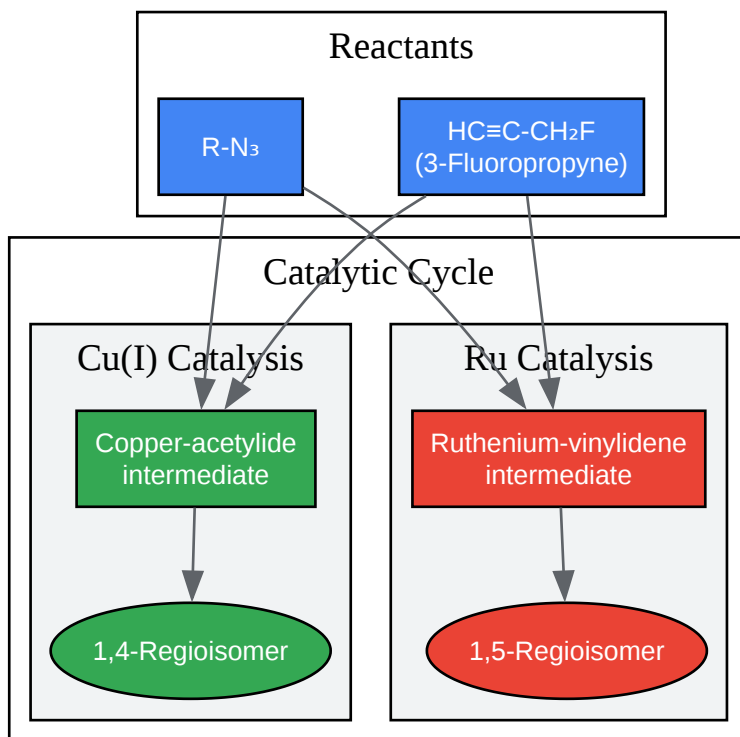 Reactants
R-N₃
HC≡C-CH₂F
(3-Fluoropropyne)
Catalytic Cycle
Cu(I) Catalysis
Ru Catalysis
Copper-acetylide
intermediate
Ruthenium-vinylidene
intermediate
1,4-Regioisomer
1,5-Regioisomer